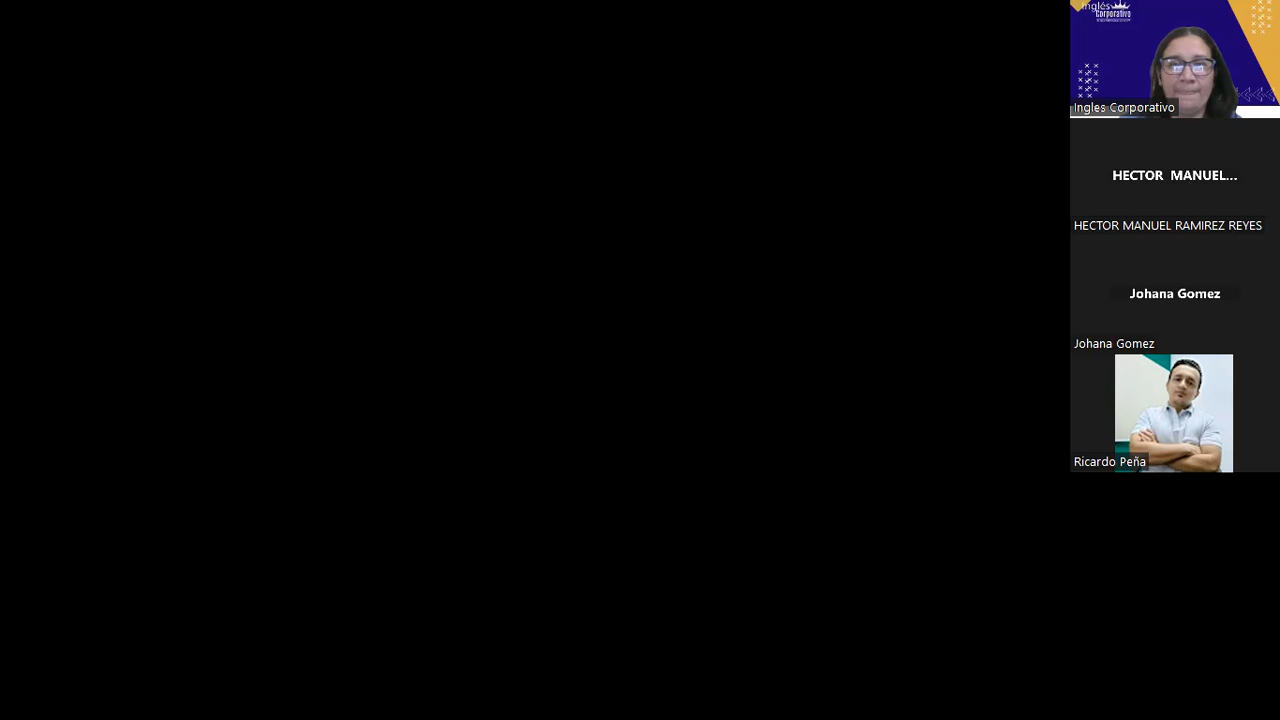 Inglés
corporativo
Ingles Corporativo
HECTOR MANUEL...
HECTOR MANUEL RAMIREZ REYES
Johana Gomez
Johana Gomez
Ricardo Peña